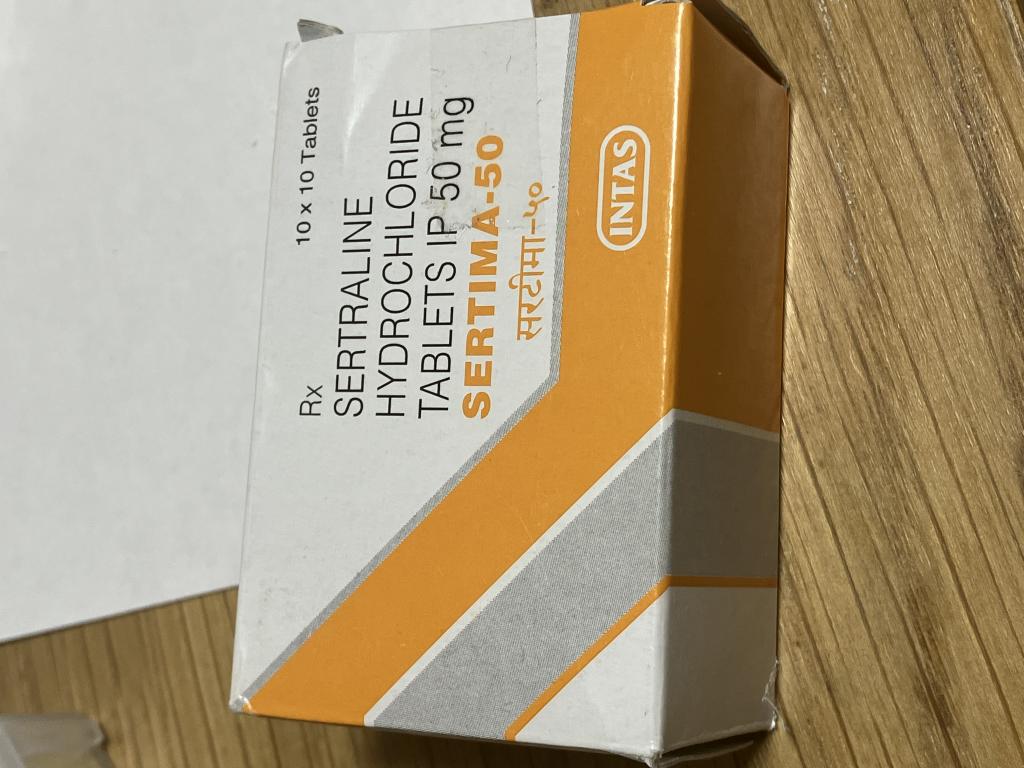 10 x 10 Tablets
Rx
SERTRALINE
HYDROCHLORIDE
TABLETS IP 50 mg
SERTIMA-50
सरटीमा-५०
INTAS